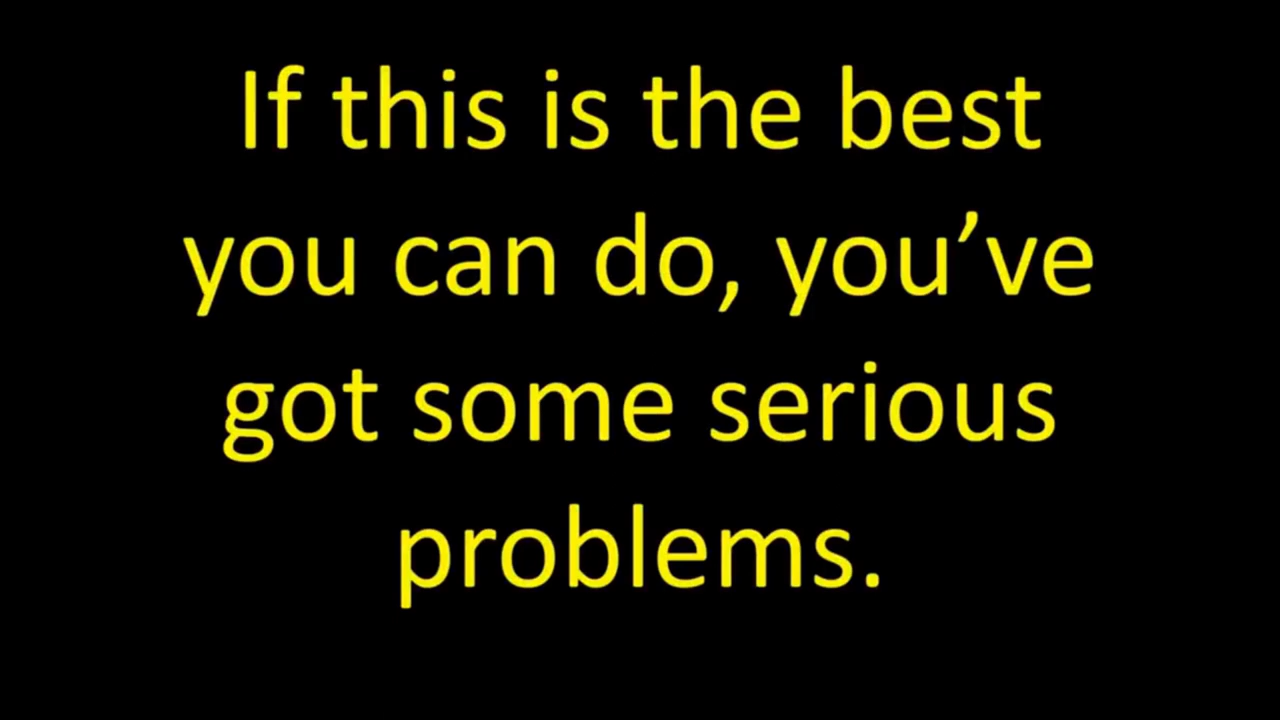 If this is the best
you can do, you’ve
got some serious
problems.